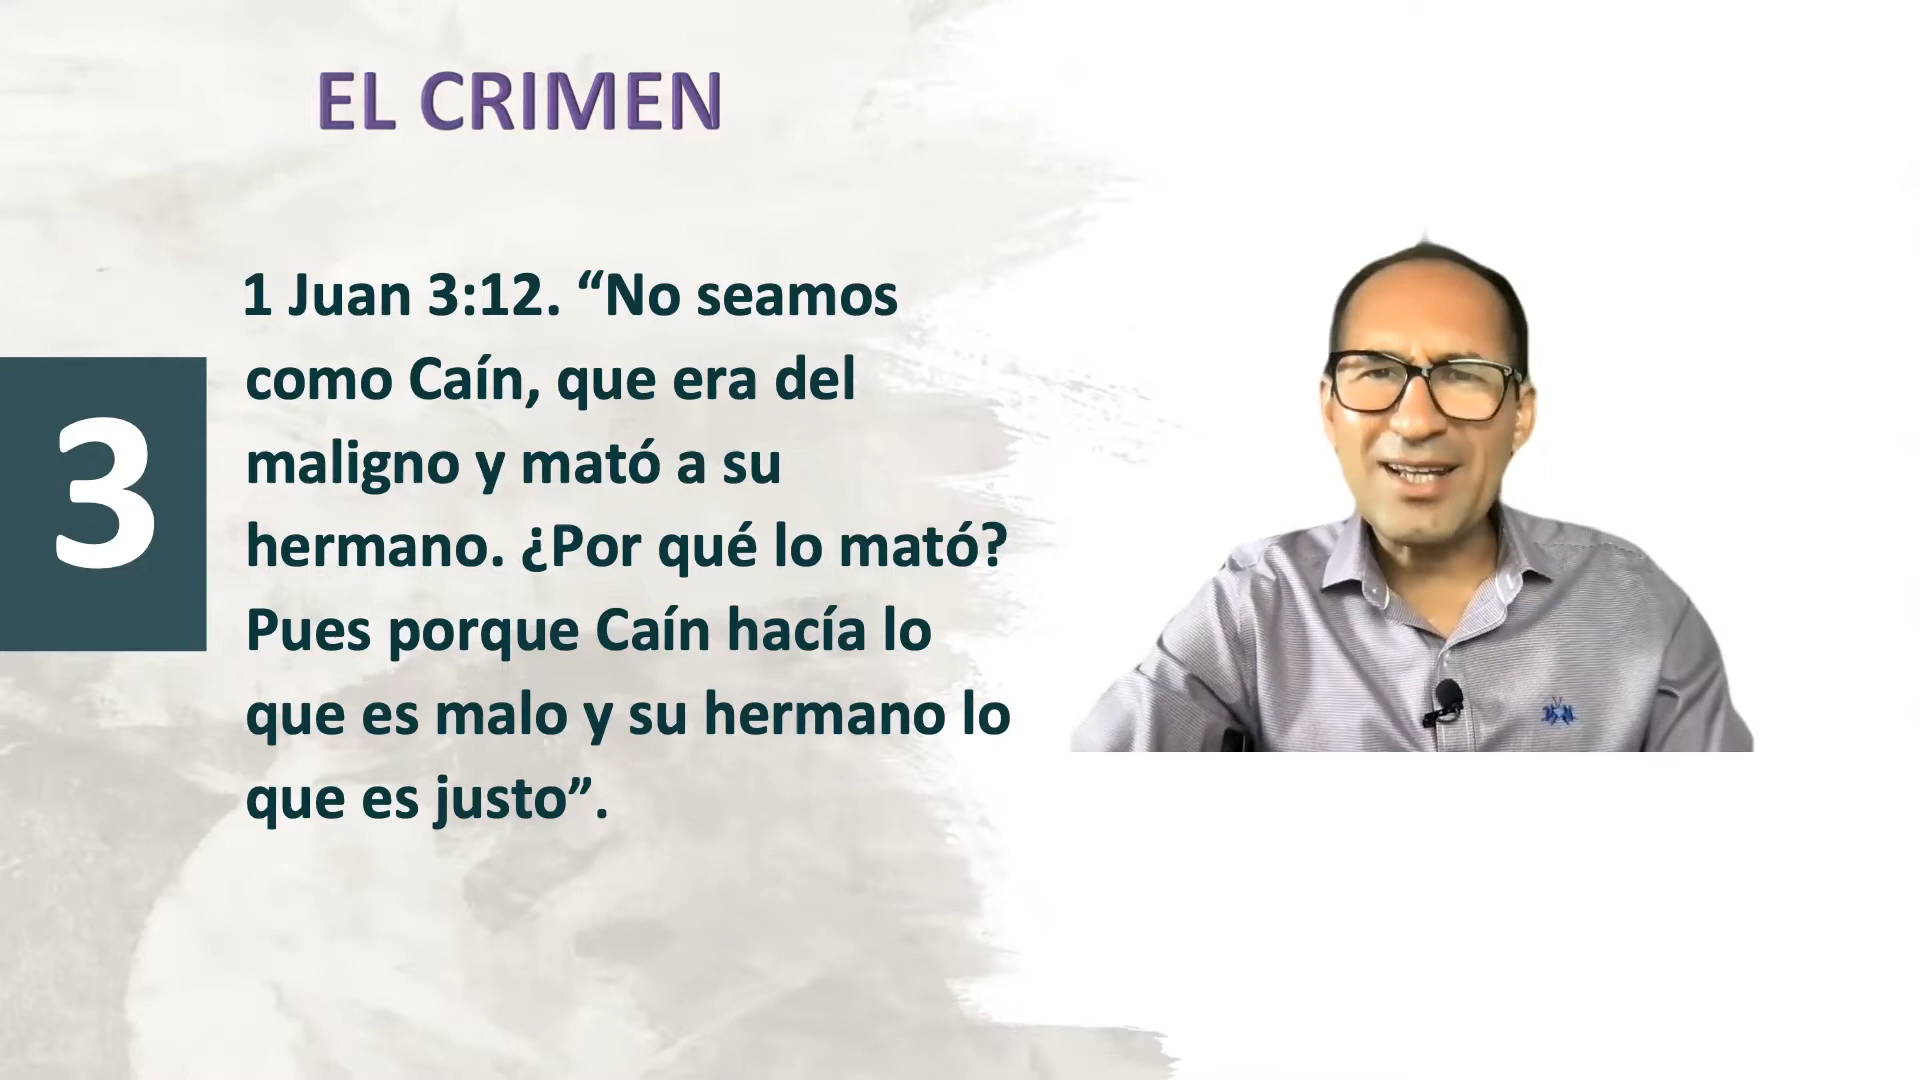 EL CRIMEN
3
1 Juan 3:12. “No seamos
como Caín, que era del
maligno y mató a su
hermano. ¿Por qué lo mató?
Pues porque Caín hacía lo
que es malo y su hermano lo
que es justo”.